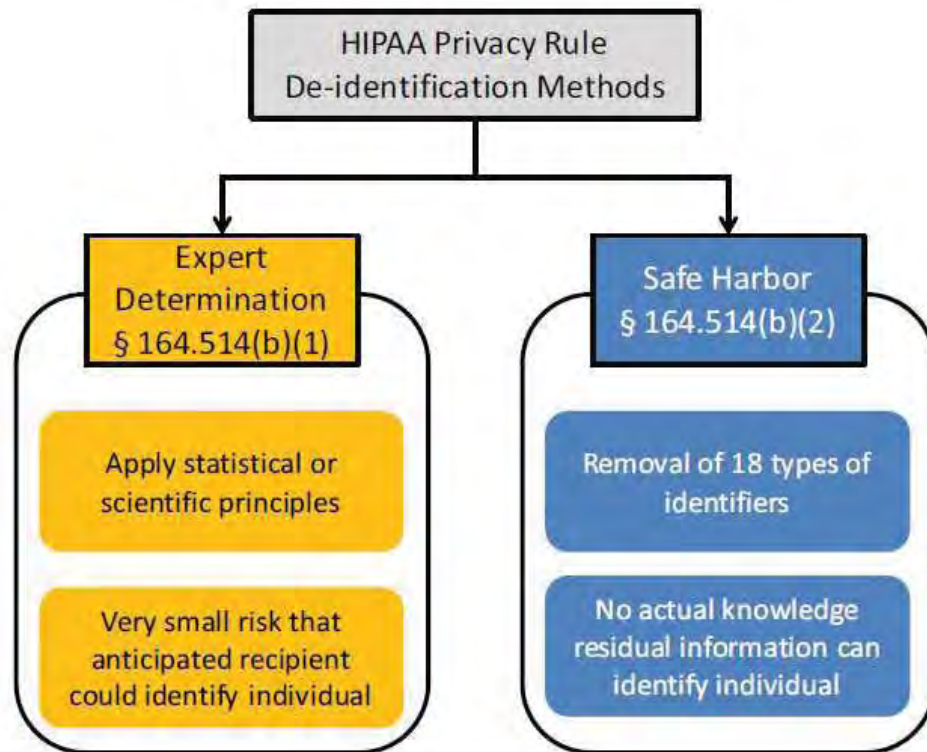 HIPAA Privacy Rule
De-identification Methods
Expert
Determination
§ 164.514(b)(1)
Apply statistical or
scientific principles
Very small risk that
anticipated recipient
could identify individual
Safe Harbor
§ 164.514(b)(2)
Removal of 18 types of
identifiers
No actual knowledge
residual information can
identify individual